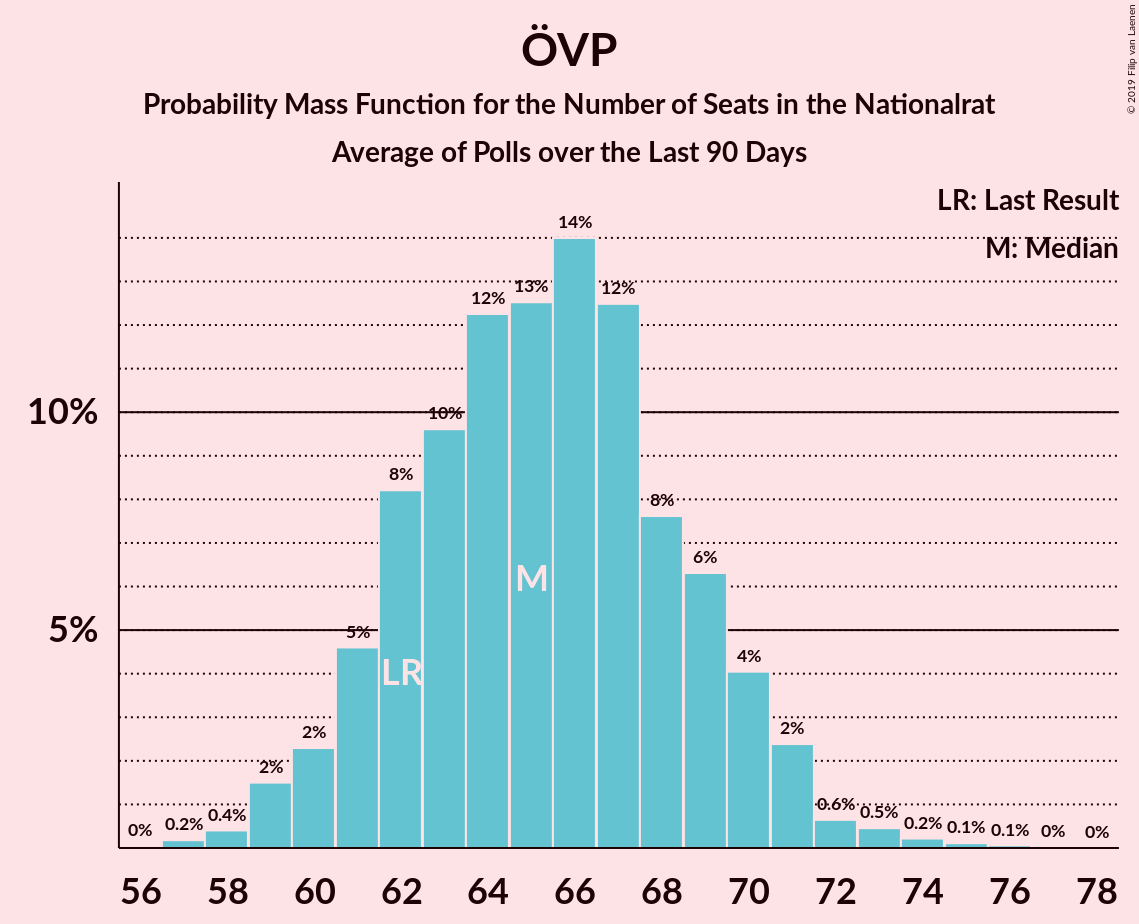 ÖVP
Probability Mass Function for the Number of Seats in the Nationalrat
Average of Polls over the Last 90 Days
© 2019 Filip van Laenen
LR: Last Result
M: Median
10%
5%
0%
0.2%
0.4%
2%
2%
5%
8%
10%
12%
13%
14%
12%
8%
6%
4%
2%
0.6%
0.5%
0.2%
0.1%
0.1%
0%
0%
LR
M
56 58 60 62 64 66 68 70 72 74 76 78